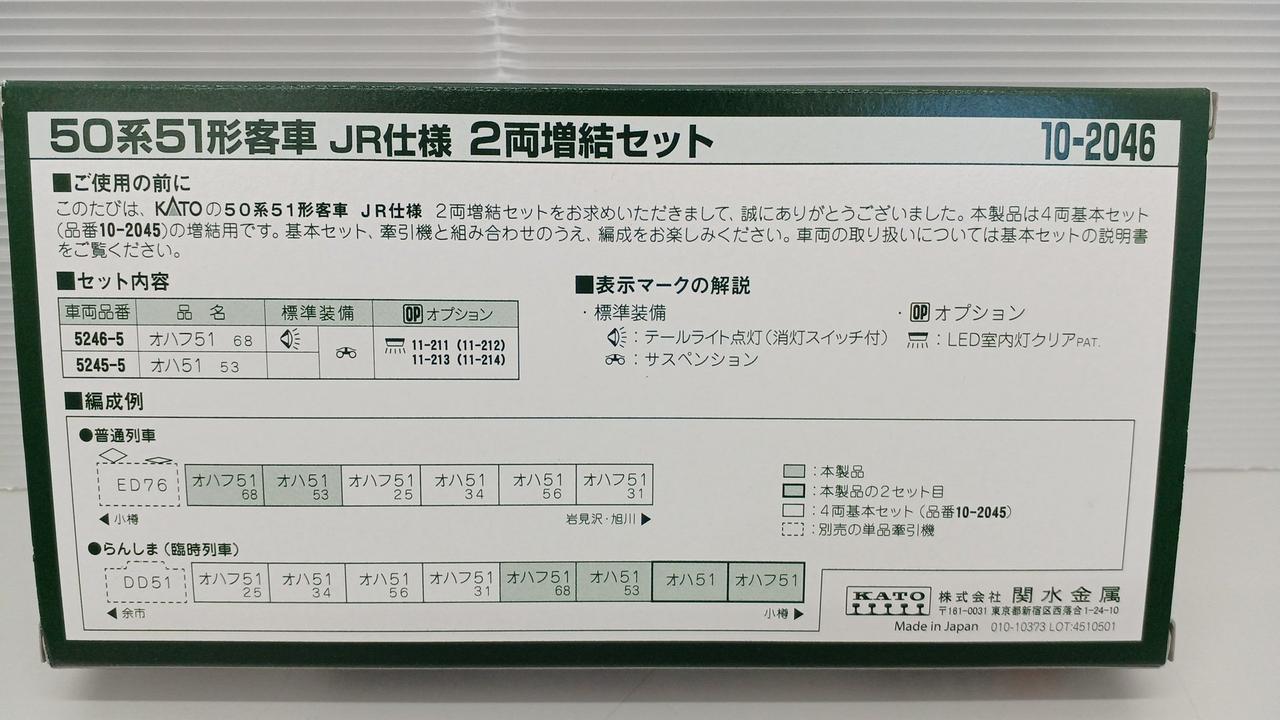 50系51形客車 JR仕様 2両増結セット 10-2046
■ご使用の前に
このたびは、KATOの50系51形客車 JR仕様 2両増結セットをお求めいただきまして、誠にありがとうございました。本製品は4両基本セット
(品番10-2045)の増結用です。基本セット、牽引機と組み合わせのうえ、編成をお楽しみください。車両の取り扱いについては基本セットの説明書
をご覧ください。
■セット内容
車両品番 品名 標準装備 OP オプション
5246-5 オハフ51 68 11-211 (11-212)
5245-5 オハ51 53 11-213 (11-214)
■表示マークの解説
・標準装備
：テールライト点灯(消灯スイッチ付)
：サスペンション
・OP オプション
：LED室内灯クリアPAT.
■編成例
●普通列車
ED76 オハフ51 68 オハ51 53 オハフ51 25 オハ51 34 オハ51 56 オハフ51 31
◀小樽 岩見沢・旭川▶
●らんしま(臨時列車)
DD51 オハフ51 25 オハ51 34 オハ51 56 オハフ51 31 オハフ51 68 オハ51 53 オハ51 オハフ51
◀余市 小樽▶
：本製品
：本製品の2セット目
：4両基本セット(品番10-2045)
：別売の単品牽引機
KATO 株式会社 関水金属
〒161-0031 東京都新宿区西落合1-24-10
Made in Japan 010-10373 LOT:4510501